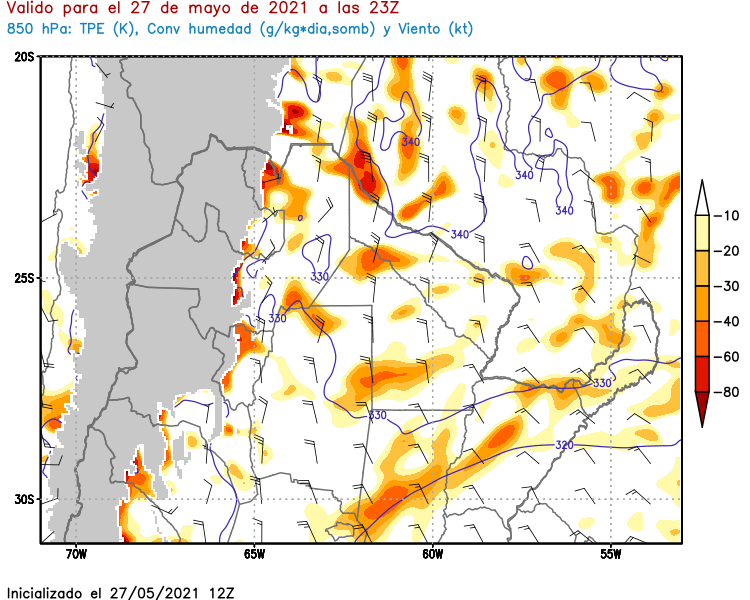 Valido para el 27 de mayo de 2021 a las 23Z
850 hPa: TPE (K), Conv humedad (g/kg*dia,somb) y Viento (kt)
20S
25S
30S
70W
65W
60W
55W
340
340
340
340
330
330
330
330
320
-10
-20
-30
-40
-60
-80
Inicializado el 27/05/2021 12Z